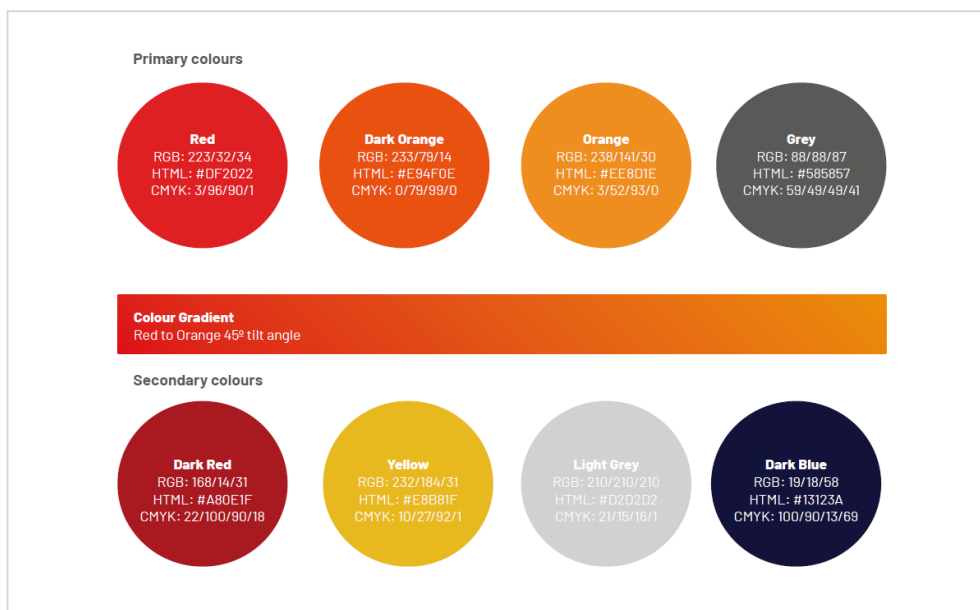 Primary colours
Red
RGB: 223/32/34
HTML: #DF2022
CMYK: 3/96/90/1
Dark Orange
RGB: 233/79/14
HTML: #E94F0E
CMYK: 0/79/99/0
Orange
RGB: 238/141/30
HTML: #EE8D1E
CMYK: 3/52/93/0
Grey
RGB: 88/88/87
HTML: #585857
CMYK: 59/49/49/41
Colour Gradient
Red to Orange 45º tilt angle
Secondary colours
Dark Red
RGB: 168/14/31
HTML: #A80E1F
CMYK: 22/100/90/18
Yellow
RGB: 232/184/31
HTML: #E8B81F
CMYK: 10/27/92/1
Light Grey
RGB: 210/210/210
HTML: #D2D2D2
CMYK: 21/15/16/1
Dark Blue
RGB: 19/18/58
HTML: #13123A
CMYK: 100/90/13/69